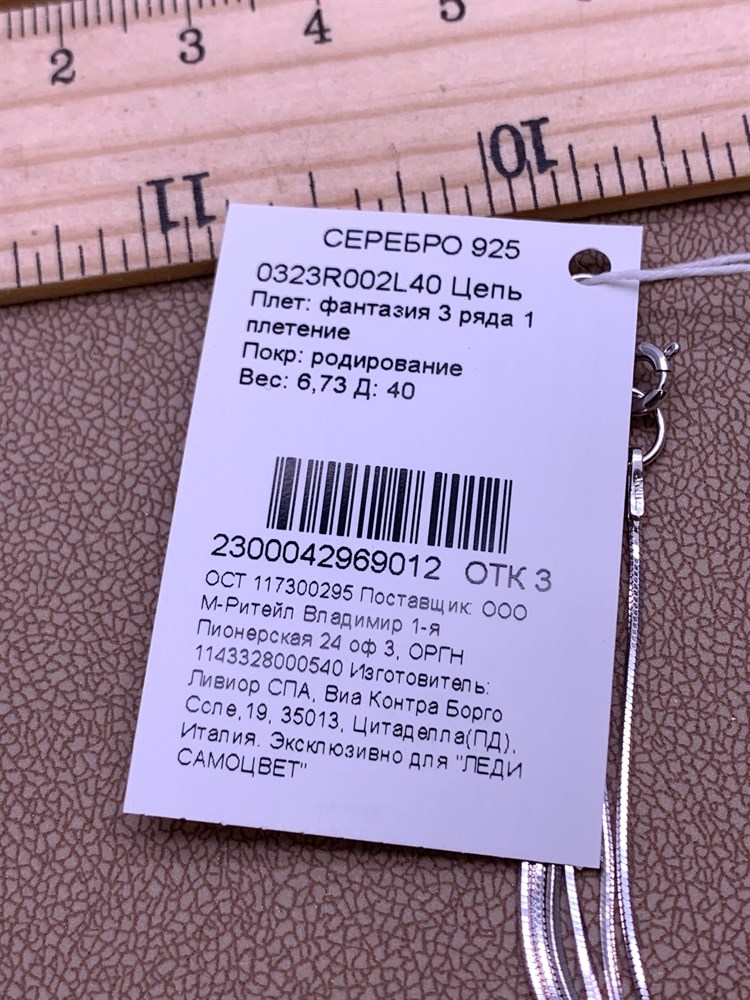 2 3 4 5
11 10
СЕРЕБРО 925
0323R002L40 Цепь
Плет: фантазия 3 ряда 1
плетение
Покр: родирование
Вес: 6,73 Д: 40
2300042969012 ОТК 3
ОСТ 117300295 Поставщик: ООО
М-Ритейл Владимир 1-я
Пионерская 24 оф 3, ОРГН
1143328000540 Изготовитель:
Ливиор СПА, Виа Контра Борго
Ссле,19, 35013, Цитаделла(ПД),
Италия. Эксклюзивно для "ЛЕДИ
САМОЦВЕТ"